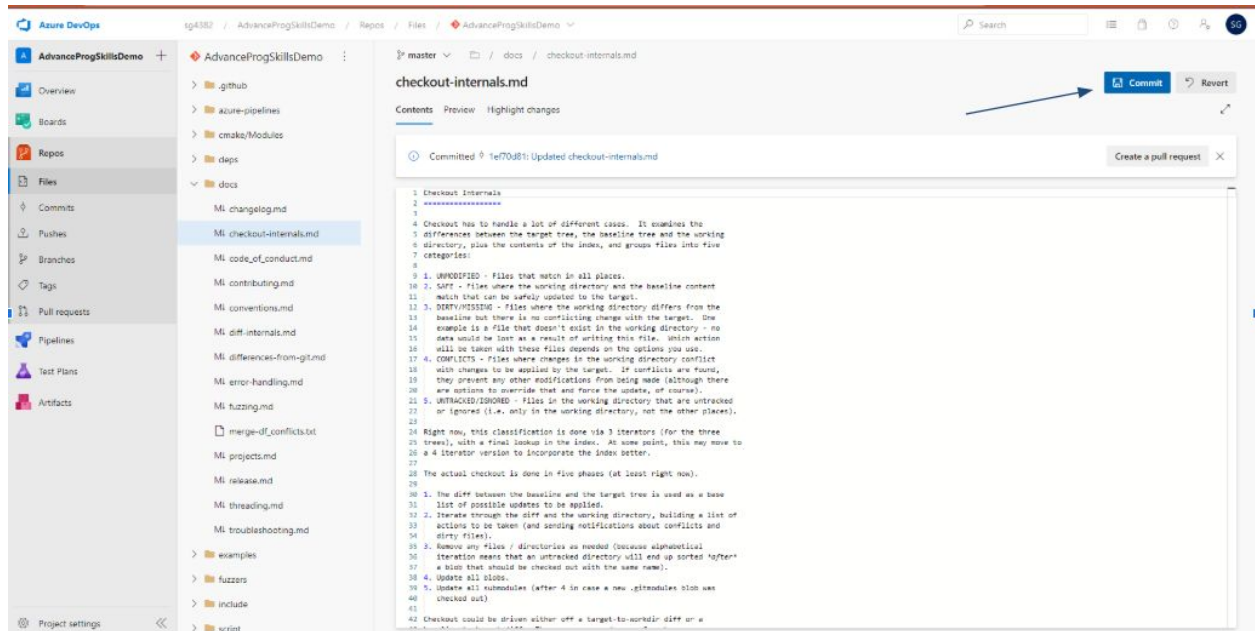 Azure DevOps
sg4382 / AdvanceProgSkillsDemo / Repos / Files / AdvanceProgSkillsDemo
Search
SG
A AdvanceProgSkillsDemo +
Overview
Boards
Repos
Files
Commits
Pushes
Branches
Tags
Pull requests
Pipelines
Test Plans
Artifacts
Project settings
AdvanceProgSkillsDemo
.github
azure-pipelines
cmake/Modules
deps
docs
M↓ changelog.md
M↓ checkout-internals.md
M↓ code_of_conduct.md
M↓ contributing.md
M↓ conventions.md
M↓ diff-internals.md
M↓ differences-from-git.md
M↓ error-handling.md
M↓ fuzzing.md
merge-df_conflicts.txt
M↓ projects.md
M↓ release.md
M↓ threading.md
M↓ troubleshooting.md
examples
fuzzers
include
script
master / docs / checkout-internals.md
checkout-internals.md
Commit Revert
Contents Preview Highlight changes
Committed 1ef70d81: Updated checkout-internals.md
Create a pull request
1 Checkout Internals
2 ==================
3
4 Checkout has to handle a lot of different cases. It examines the
5 differences between the target tree, the baseline tree and the working
6 directory, plus the contents of the index, and groups files into five
7 categories:
8
9 1. UNMODIFIED - Files that match in all places.
10 2. SAFE - Files where the working directory and the baseline content
11 match that can be safely updated to the target.
12 3. DIRTY/MISSING - Files where the working directory differs from the
13 baseline but there is no conflicting change with the target. One
14 example is a file that doesn't exist in the working directory - no
15 data would be lost as a result of writing this file. Which action
16 will be taken with these files depends on the options you use.
17 4. CONFLICTS - Files where changes in the working directory conflict
18 with changes to be applied by the target. If conflicts are found,
19 they prevent any other modifications from being made (although there
20 are options to override that and force the update, of course).
21 5. UNTRACKED/IGNORED - Files in the working directory that are untracked
22 or ignored (i.e. only in the working directory, not the other places).
23
24 Right now, this classification is done via 3 iterators (for the three
25 trees), with a final lookup in the index. At some point, this may move to
26 a 4 iterator version to incorporate the index better.
27
28 The actual checkout is done in five phases (at least right now).
29
30 1. The diff between the baseline and the target tree is used as a base
31 list of possible updates to be applied.
32 2. Iterate through the diff and the working directory, building a list of
33 actions to be taken (and sending notifications about conflicts and
34 dirty files).
35 3. Remove any files / directories as needed (because alphabetical
36 iteration means that an untracked directory will end up sorted *after*
37 a blob that should be checked out with the same name).
38 4. Update all blobs.
39 5. Update all submodules (after 4 in case a new .gitmodules blob was
40 checked out)
41
42 Checkout could be driven either off a target-to-workdir diff or a